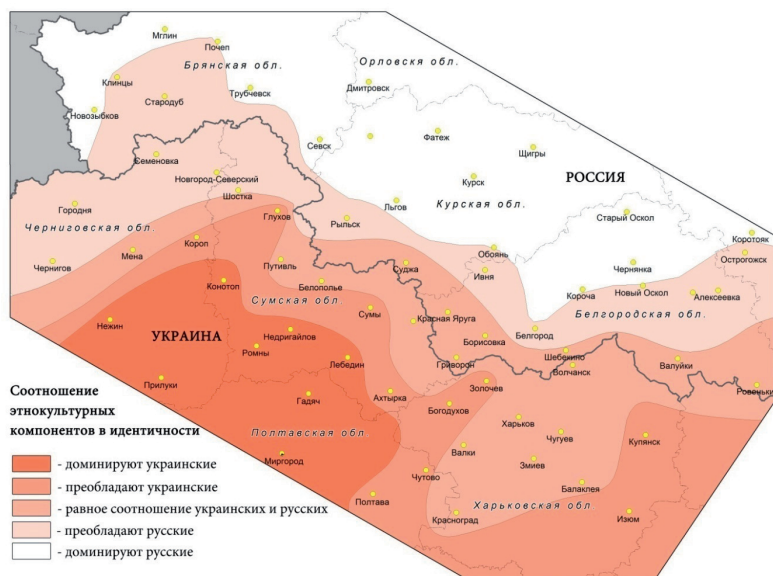 Мглин
Почеп
Орловскя обл.
Брянская обл.
Клинцы
Дмитровск
Стародуб
Трубчевск
Новозыбков
Фатеж
Севск
Щигры
Семеновка
Курск
РОССИЯ
Новгород-Северский
Шостка
Льгов
Курская обл.
Городня
Глухов
Рыльск
Старый Оскол
Черниговская обл.
Короп
Обоянь
Коротояк
Мена
Острогожск
Чернигов
Путивль
Суджа
Ивня
Чернянка
Конотоп
Белополье
Короча
Новый Оскол
Алексеевка
Сумская обл.
Нежин
Сумы
Красная Яруга
Белгородская обл.
УКРАИНА
Недригайлов
Белгород
Ромны
Борисовка
Лебедин
Шебекино
Грайворон
Волчанск
Валуйки
Прилуки
Золочев
Ровеньки
Соотношение
этнокультурных
компонентов в идентичности
Гадяч
Ахтырка
Богодухов
Харьков
Чугуев
Купянск
Полтавская обл.
Валки
Миргород
Змиев
Чутово
Балаклея
Полтава
Харьковская обл
Красноград
Изюм
- доминируют украинские
- преобладают украинские
- равное соотношение украинских и русских
- преобладают русские
- доминируют русские